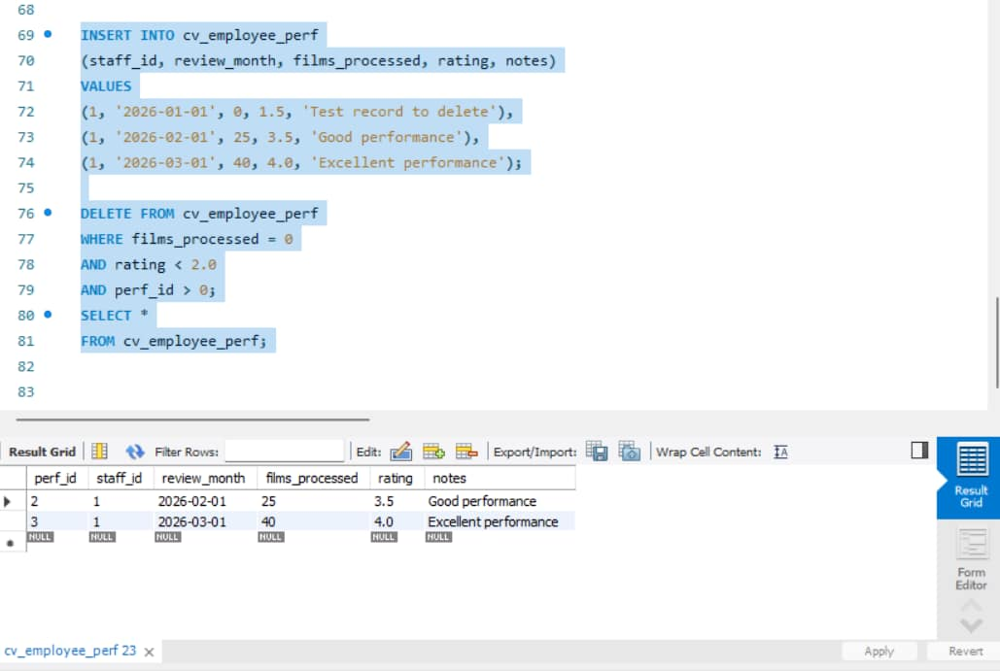 68
69 INSERT INTO cv_employee_perf
70 (staff_id, review_month, films_processed, rating, notes)
71 VALUES
72 (1, '2026-01-01', 0, 1.5, 'Test record to delete'),
73 (1, '2026-02-01', 25, 3.5, 'Good performance'),
74 (1, '2026-03-01', 40, 4.0, 'Excellent performance');
75
76 DELETE FROM cv_employee_perf
77 WHERE films_processed = 0
78 AND rating < 2.0
79 AND perf_id > 0;
80 SELECT *
81 FROM cv_employee_perf;
82
83
Result Grid Filter Rows: Edit: Export/Import: Wrap Cell Content: IA
perf_id staff_id review_month films_processed rating notes
2 1 2026-02-01 25 3.5 Good performance
3 1 2026-03-01 40 4.0 Excellent performance
NULL NULL NULL NULL NULL NULL
Result
Grid
Form
Editor
cv_employee_perf 23
Apply Revert